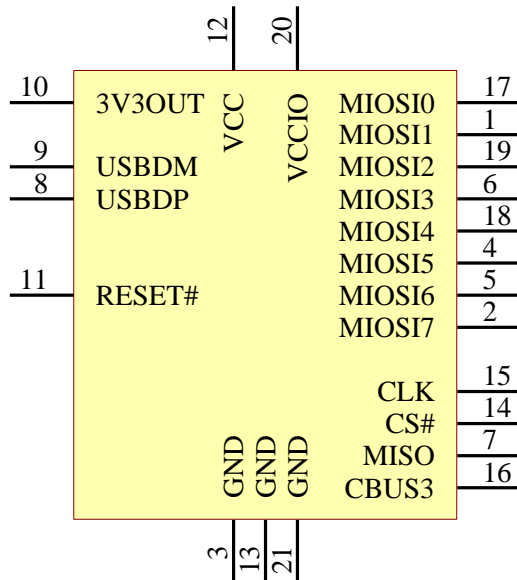 12 20
10 3V3OUT VCC VCCIO MIOSI0 17
MIOSI1 1
9 USBDM MIOSI2 19
8 USBDP MIOSI3 6
MIOSI4 18
MIOSI5 4
11 RESET# MIOSI6 5
MIOSI7 2
CLK 15
CS# 14
GND GND GND MISO 7
CBUS3 16
3 13 21